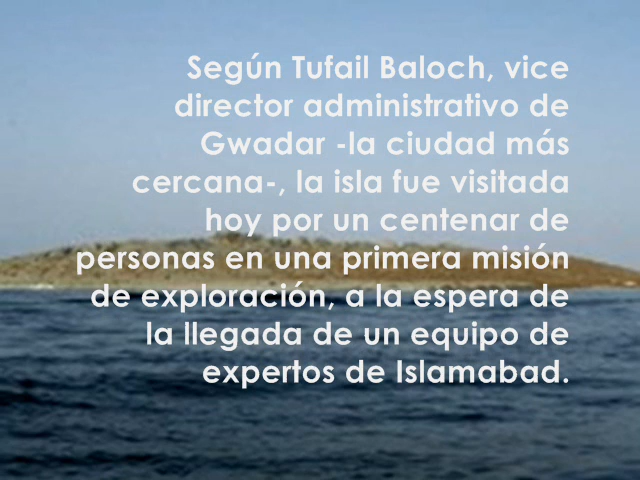 Según Tufail Baloch, vice
director administrativo de
Gwadar -la ciudad más
cercana-, la isla fue visitada
hoy por un centenar de
personas en una primera misión
de exploración, a la espera de
la llegada de un equipo de
expertos de Islamabad.